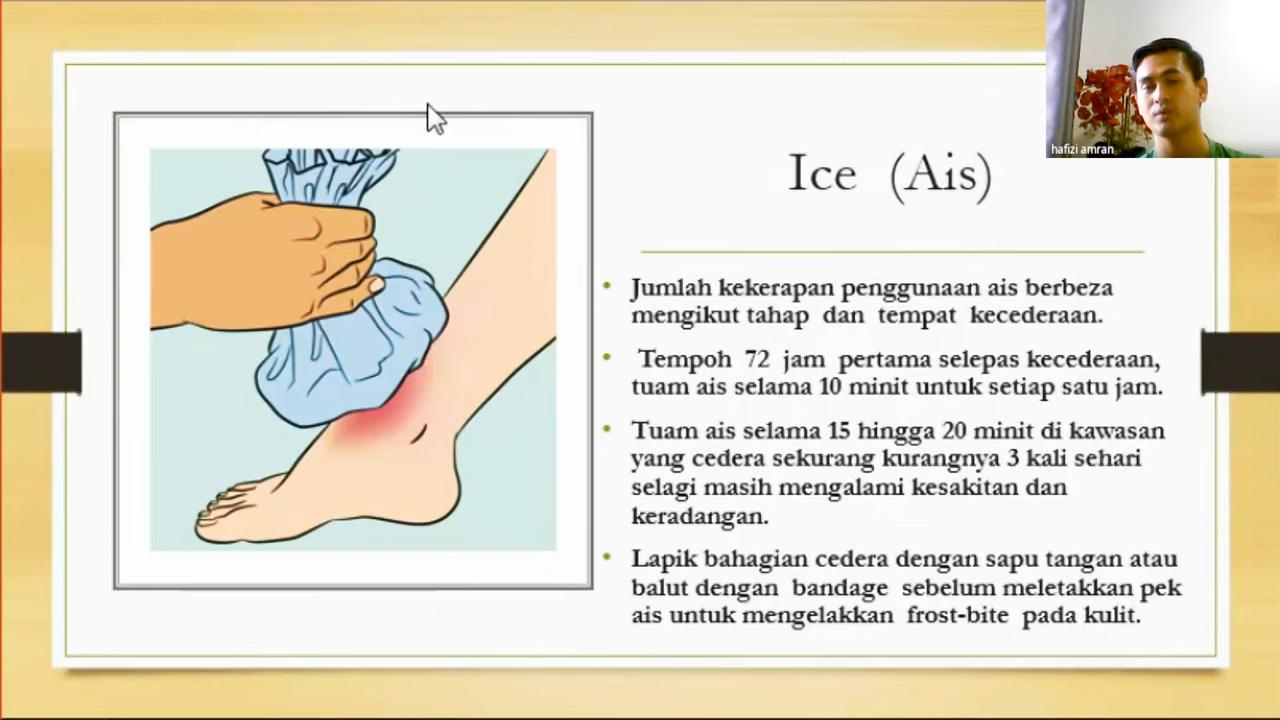 hafizi amran
Ice (Ais)
• Jumlah kekerapan penggunaan ais berbeza
mengikut tahap dan tempat kecederaan.
• Tempoh 72 jam pertama selepas kecederaan,
tuam ais selama 10 minit untuk setiap satu jam.
• Tuam ais selama 15 hingga 20 minit di kawasan
yang cedera sekurang kurangnya 3 kali sehari
selagi masih mengalami kesakitan dan
keradangan.
• Lapik bahagian cedera dengan sapu tangan atau
balut dengan bandage sebelum meletakkan pek
ais untuk mengelakkan frost-bite pada kulit.